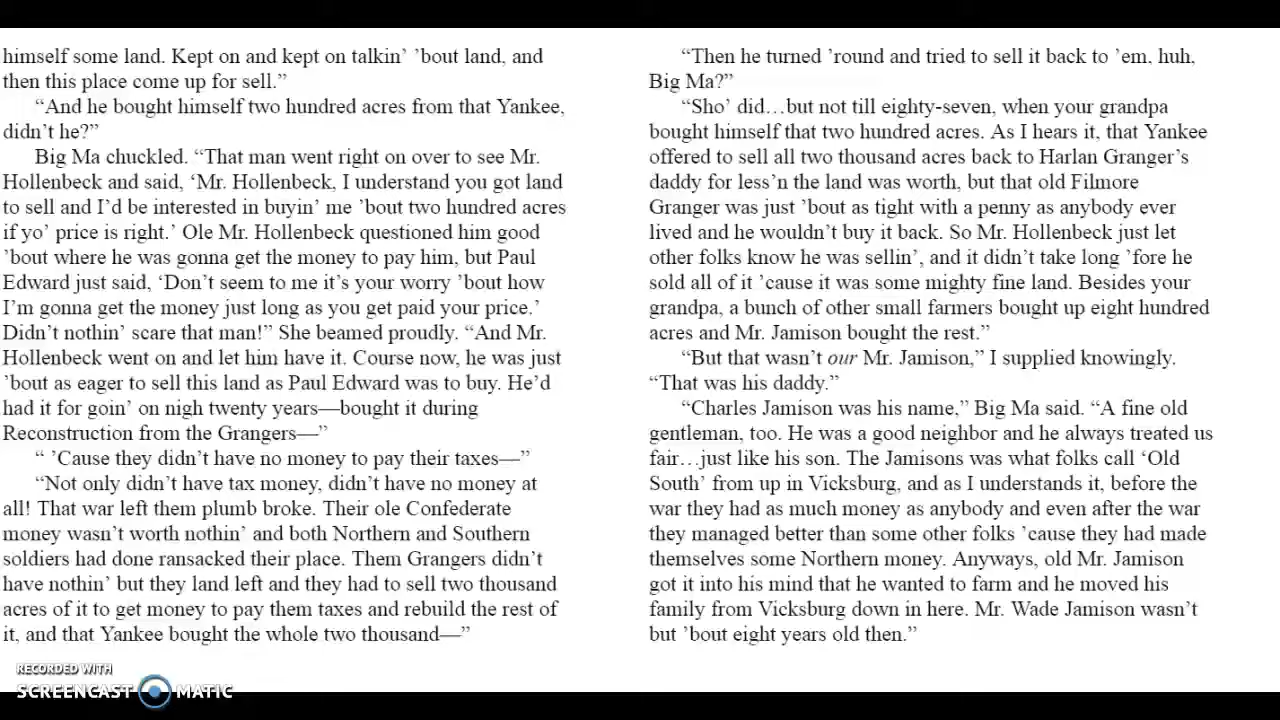 himself some land. Kept on and kept on talkin’ ’bout land, and
then this place come up for sell.”
“And he bought himself two hundred acres from that Yankee,
didn’t he?”
Big Ma chuckled. “That man went right on over to see Mr.
Hollenbeck and said, ‘Mr. Hollenbeck, I understand you got land
to sell and I’d be interested in buyin’ me ’bout two hundred acres
if yo’ price is right.’ Ole Mr. Hollenbeck questioned him good
’bout where he was gonna get the money to pay him, but Paul
Edward just said, ‘Don’t seem to me it’s your worry ’bout how
I’m gonna get the money just long as you get paid your price.’
Didn’t nothin’ scare that man!” She beamed proudly. “And Mr.
Hollenbeck went on and let him have it. Course now, he was just
’bout as eager to sell this land as Paul Edward was to buy. He’d
had it for goin’ on nigh twenty years—bought it during
Reconstruction from the Grangers—”
“ ’Cause they didn’t have no money to pay their taxes—”
“Not only didn’t have tax money, didn’t have no money at
all! That war left them plumb broke. Their ole Confederate
money wasn’t worth nothin’ and both Northern and Southern
soldiers had done ransacked their place. Them Grangers didn’t
have nothin’ but they land left and they had to sell two thousand
acres of it to get money to pay them taxes and rebuild the rest of
it, and that Yankee bought the whole two thousand—”
“Then he turned ’round and tried to sell it back to ’em, huh,
Big Ma?”
“Sho’ did…but not till eighty-seven, when your grandpa
bought himself that two hundred acres. As I hears it, that Yankee
offered to sell all two thousand acres back to Harlan Granger’s
daddy for less’n the land was worth, but that old Filmore
Granger was just ’bout as tight with a penny as anybody ever
lived and he wouldn’t buy it back. So Mr. Hollenbeck just let
other folks know he was sellin’, and it didn’t take long ’fore he
sold all of it ’cause it was some mighty fine land. Besides your
grandpa, a bunch of other small farmers bought up eight hundred
acres and Mr. Jamison bought the rest.”
“But that wasn’t our Mr. Jamison,” I supplied knowingly.
“That was his daddy.”
“Charles Jamison was his name,” Big Ma said. “A fine old
gentleman, too. He was a good neighbor and he always treated us
fair…just like his son. The Jamisons was what folks call ‘Old
South’ from up in Vicksburg, and as I understands it, before the
war they had as much money as anybody and even after the war
they managed better than some other folks ’cause they had made
themselves some Northern money. Anyways, old Mr. Jamison
got it into his mind that he wanted to farm and he moved his
family from Vicksburg down in here. Mr. Wade Jamison wasn’t
but ’bout eight years old then.”
RECORDED WITH
SCREENCAST MATIC